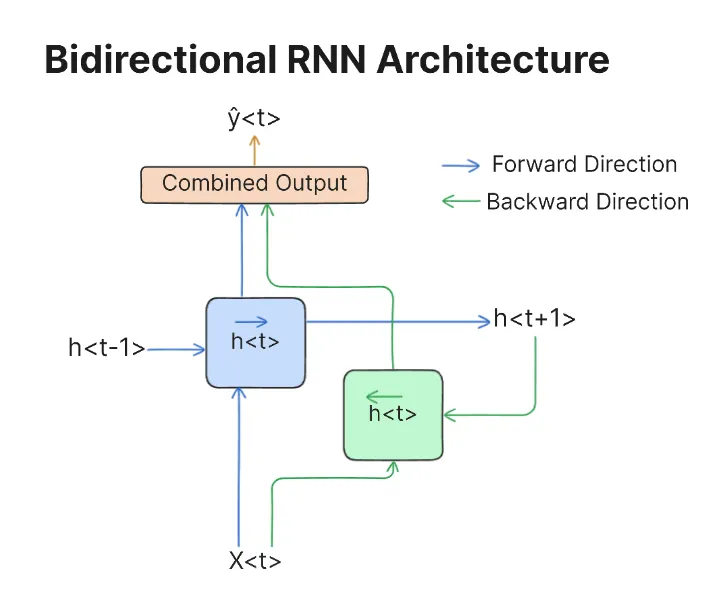 Bidirectional RNN Architecture
ŷ<t>
Combined Output
Forward Direction
Backward Direction
h<t-1>
h<t>
h<t+1>
h<t>
X<t>